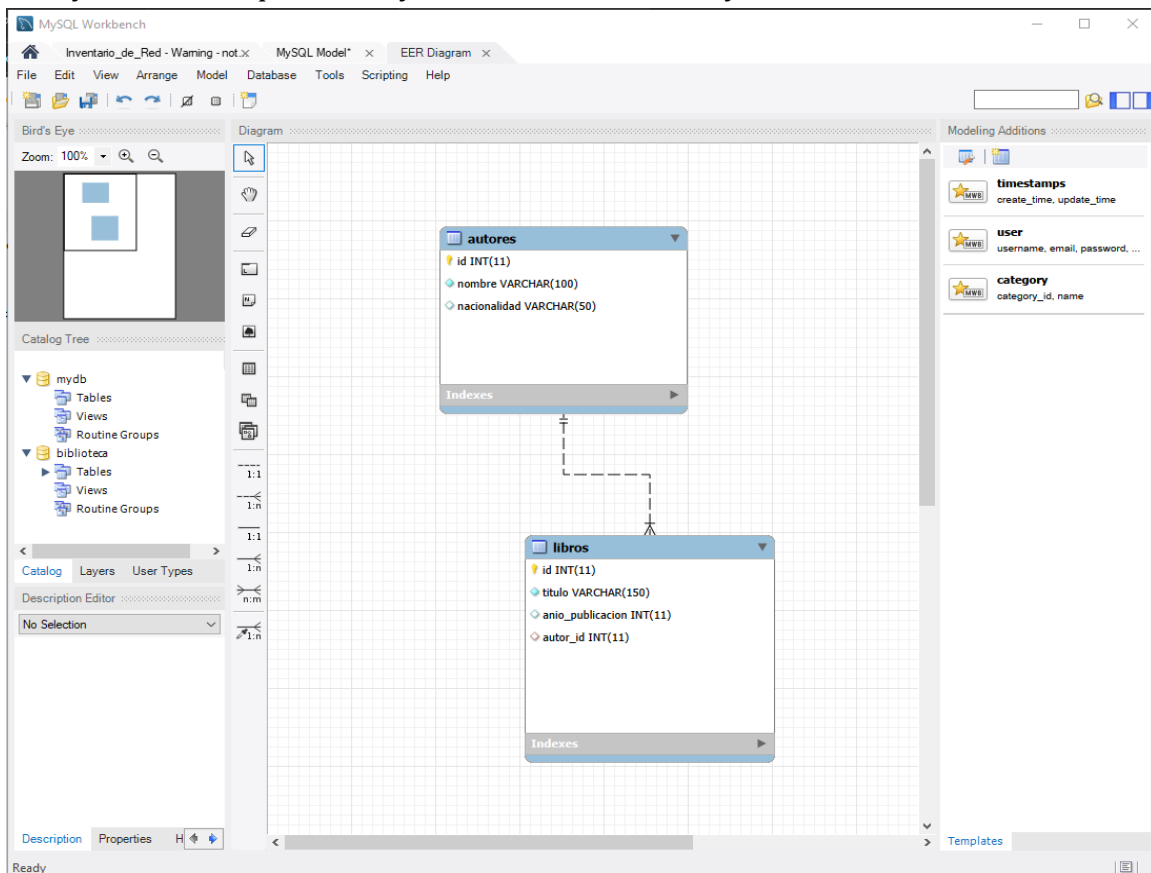 MySQL Workbench
Inventario_de_Red - Warning - not
MySQL Model*
EER Diagram
File Edit View Arrange Model Database Tools Scripting Help
Bird's Eye
Zoom: 100%
Catalog Tree
mydb
Tables
Views
Routine Groups
biblioteca
Tables
Views
Routine Groups
Catalog Layers User Types
Description Editor
No Selection
Description Properties H
Ready
Diagram
1:1
1:n
1:1
1:n
n:m
1:n
autores
id INT(11)
nombre VARCHAR(100)
nacionalidad VARCHAR(50)
Indexes
libros
id INT(11)
titulo VARCHAR(150)
anio_publicacion INT(11)
autor_id INT(11)
Indexes
Modeling Additions
MWB
timestamps
create_time, update_time
MWB
user
username, email, password, ...
MWB
category
category_id, name
Templates